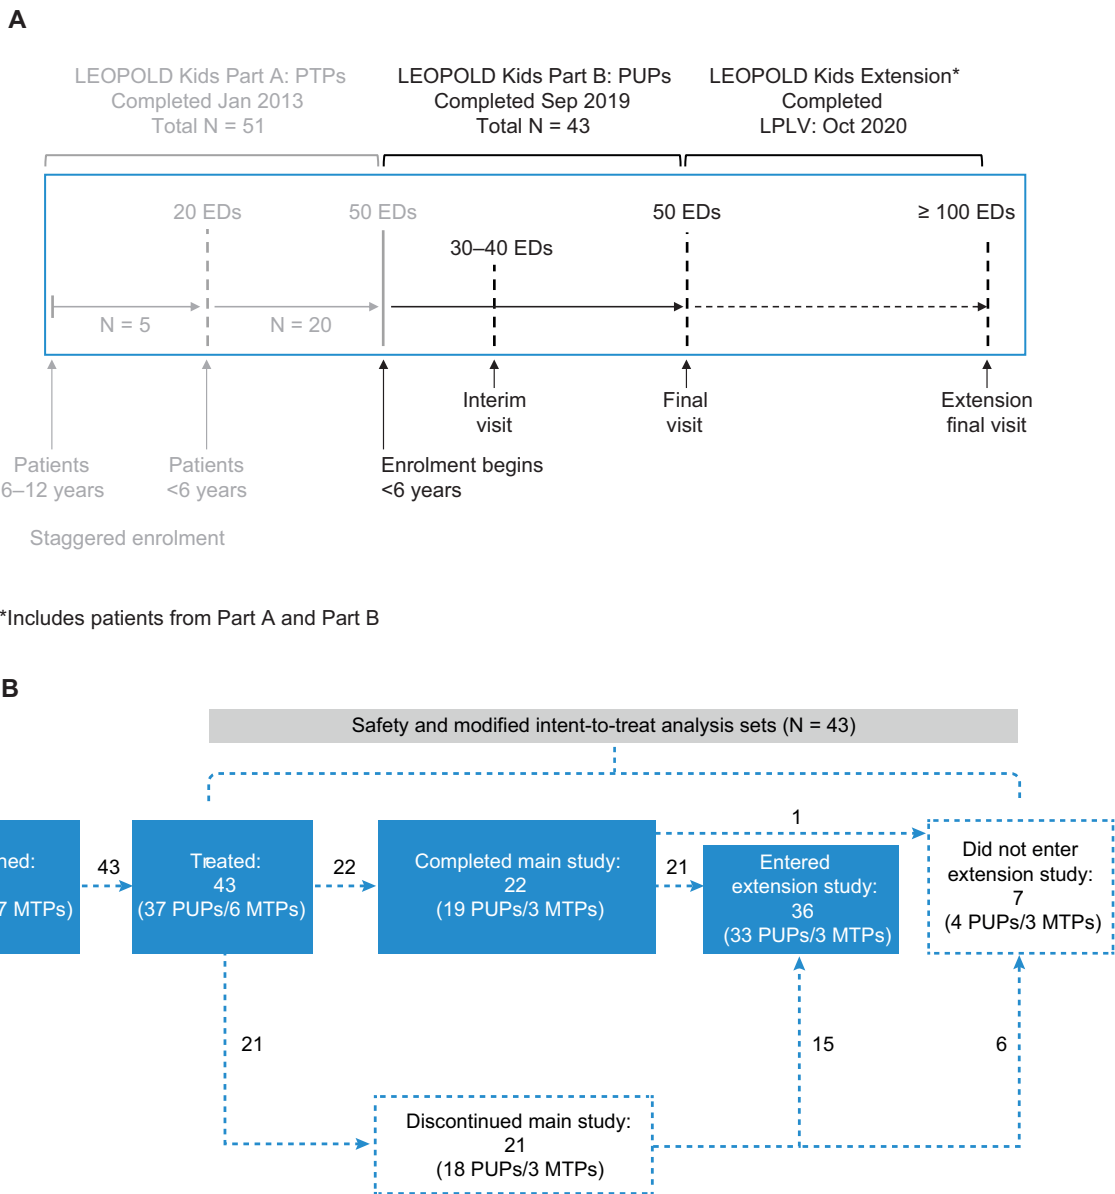 A
LEOPOLD Kids Part A: PTPs
Completed Jan 2013
Total N = 51
LEOPOLD Kids Part B: PUPs
Completed Sep 2019
Total N = 43
LEOPOLD Kids Extension*
Completed
LPLV: Oct 2020
20 EDs
50 EDs
30–40 EDs
50 EDs
≥ 100 EDs
N = 5
N = 20
Interim
visit
Final
visit
Extension
final visit
Patients
6–12 years
Patients
<6 years
Enrolment begins
<6 years
Staggered enrolment
*Includes patients from Part A and Part B
B
Safety and modified intent-to-treat analysis sets (N = 43)
7 MTPs)
43
Treated:
43
(37 PUPs/6 MTPs)
22
Completed main study:
22
(19 PUPs/3 MTPs)
1
21
Entered
extension study:
36
(33 PUPs/3 MTPs)
Did not enter
extension study:
7
(4 PUPs/3 MTPs)
21
15
6
Discontinued main study:
21
(18 PUPs/3 MTPs)